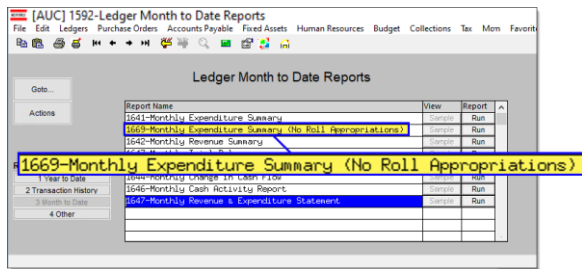 [AUC] 1592-Ledger Month to Date Reports
File Edit Ledgers Purchase Orders Accounts Payable Fixed Assets Human Resources Budget Collections Tax Mom Favorit
Ledger Month to Date Reports
Goto...
Actions
Report Name View Report
1641-Monthly Expenditure Summary Sample Run
1669-Monthly Expenditure Summary (No Roll Appropriations) Sample Run
1642-Monthly Revenue Summary Sample Run
1669-Monthly Expenditure Summary (No Roll Appropriations)
1 Year to Date
1644-Monthly Change In Cash Flow Sample Run
2 Transaction History
1646-Monthly Cash Activity Report Sample Run
3 Month to Date
1647-Monthly Revenue & Expenditure Statement Sample Run
4 Other